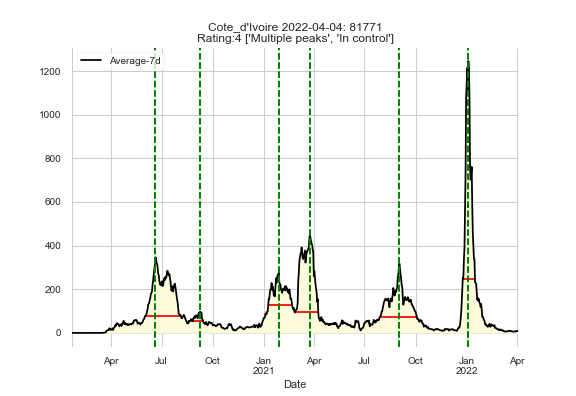 Cote_d'Ivoire 2022-04-04: 81771
Rating:4 ['Multiple peaks', 'In control']
Average-7d
1200
1000
800
600
400
200
0
Apr Jul Oct Jan Apr Jul Oct Jan Apr
2021 2022
Date